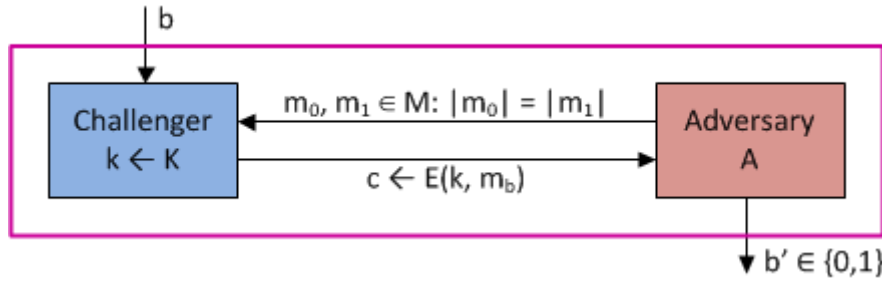 b
m₀, m₁ ∈ M: |m₀| = |m₁|
Challenger
k ← K
Adversary
A
c ← E(k, m_b)
b’ ∈ {0,1}